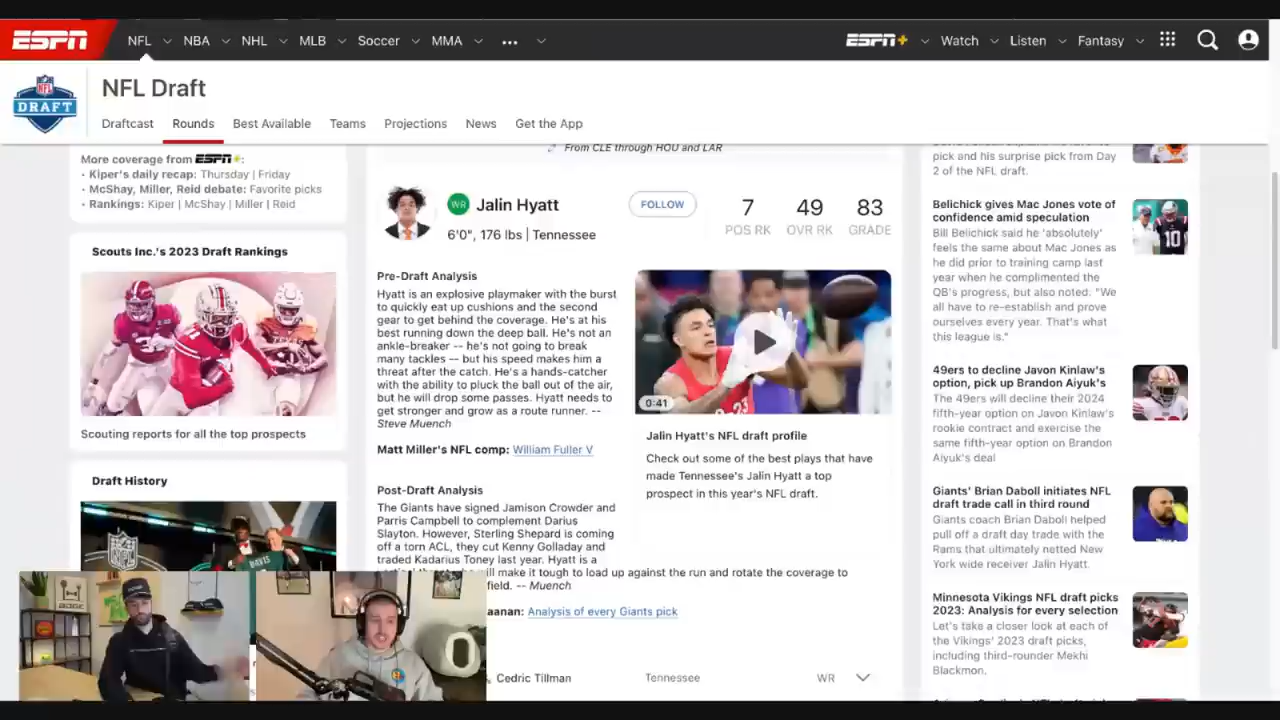 ESPN NFL NBA NHL MLB Soccer MMA ... ESPN+ Watch Listen Fantasy
NFL DRAFT
NFL Draft
Draftcast Rounds Best Available Teams Projections News Get the App
More coverage from ESPN+:
• Kiper's daily recap: Thursday | Friday
• McShay, Miller, Reid debate: Favorite picks
• Rankings: Kiper | McShay | Miller | Reid
Scouts Inc.'s 2023 Draft Rankings
Scouting reports for all the top prospects
Draft History
NFL
DAVIS
From CLE through HOU and LAR
WR Jalin Hyatt
6'0", 176 lbs | Tennessee
FOLLOW
7 49 83
POS RK OVR RK GRADE
Pre-Draft Analysis
Hyatt is an explosive playmaker with the burst
to quickly eat up cushions and the second
gear to get behind the coverage. He's at his
best running down the deep ball. He's not an
ankle-breaker -- he's not going to break
many tackles -- but his speed makes him a
threat after the catch. He's a hands-catcher
with the ability to pluck the ball out of the air,
but he will drop some passes. Hyatt needs to
get stronger and grow as a route runner. --
Steve Muench
Matt Miller's NFL comp: William Fuller V
0:41
Jalin Hyatt's NFL draft profile
Check out some of the best plays that have
made Tennessee's Jalin Hyatt a top
prospect in this year's NFL draft.
Post-Draft Analysis
The Giants have signed Jamison Crowder and
Parris Campbell to complement Darius
Slayton. However, Sterling Shepard is coming
off a torn ACL, they cut Kenny Golladay and
traded Kadarius Toney last year. Hyatt is a
will make it tough to load up against the run and rotate the coverage to
field. -- Muench
aanan: Analysis of every Giants pick
Cedric Tillman Tennessee WR
pick and his surprise pick from Day
2 of the NFL draft.
Belichick gives Mac Jones vote of
confidence amid speculation
Bill Belichick said he 'absolutely'
feels the same about Mac Jones as
he did prior to training camp last
year when he complimented the
QB's progress, but also noted: "We
all have to re-establish and prove
ourselves every year. That's what
this league is."
49ers to decline Javon Kinlaw's
option, pick up Brandon Aiyuk's
The 49ers will decline their 2024
fifth-year option on Javon Kinlaw's
rookie contract and exercise the
same fifth-year option on Brandon
Aiyuk's deal
Giants' Brian Daboll initiates NFL
draft trade call in third round
Giants coach Brian Daboll helped
pull off a draft day trade with the
Rams that ultimately netted New
York wide receiver Jalin Hyatt.
Minnesota Vikings NFL draft picks
2023: Analysis for every selection
Let's take a closer look at each of
the Vikings' 2023 draft picks,
including third-rounder Mekhi
Blackmon.